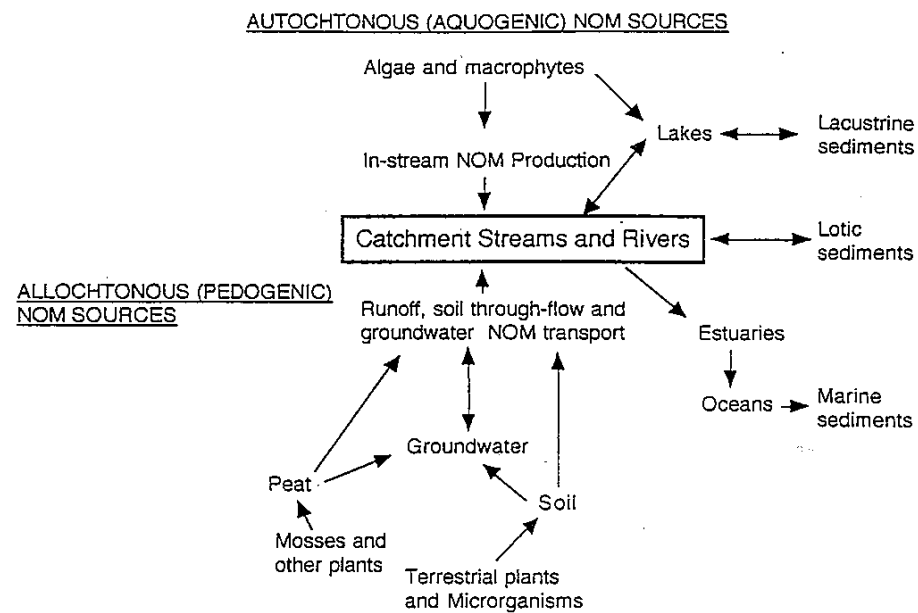 AUTOCHTONOUS (AQUOGENIC) NOM SOURCES
Algae and macrophytes
Lakes
Lacustrine
sediments
In-stream NOM Production
Catchment Streams and Rivers
Lotic
sediments
ALLOCHTONOUS (PEDOGENIC)
NOM SOURCES
Runoff, soil through-flow and
groundwater NOM transport
Estuaries
Oceans
Marine
sediments
Groundwater
Peat
Soil
Mosses and
other plants
Terrestrial plants
and Microrganisms